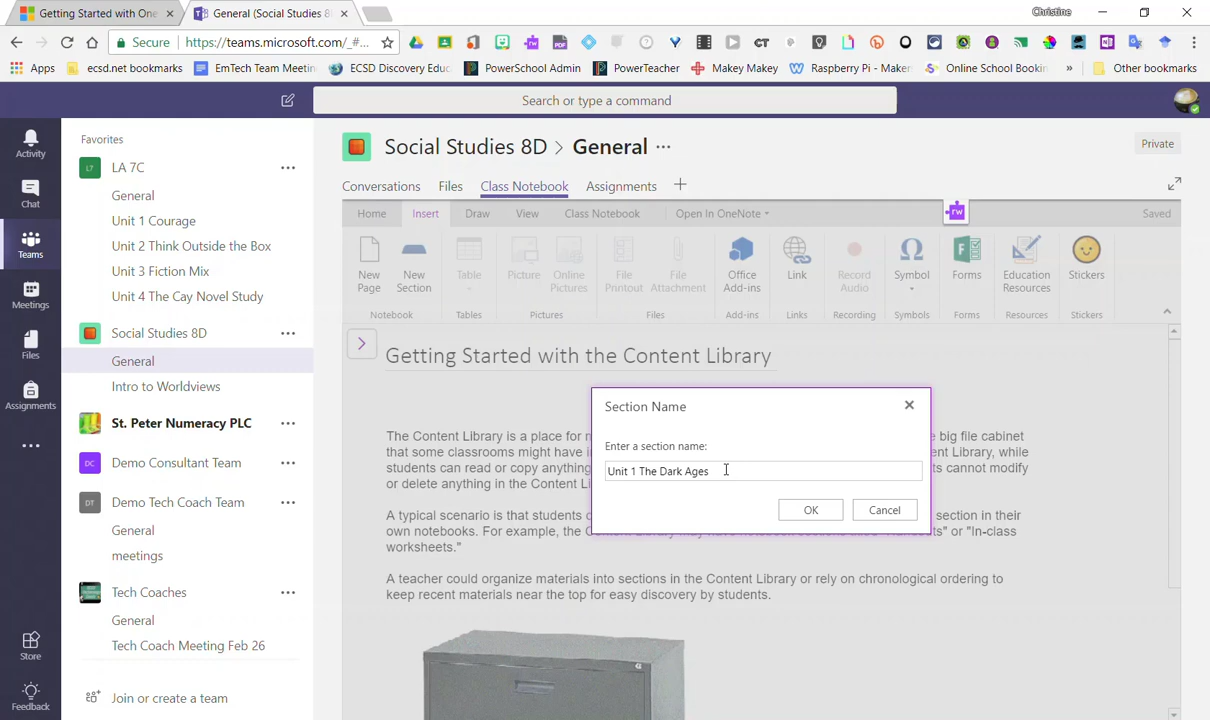 Getting Started with One
General (Social Studies 8
Christine
Secure
https://teams.microsoft.com/_#...
Apps
ecsd.net bookmarks
EmTech Team Meetin
ECSD Discovery Educ
PowerSchool Admin
PowerTeacher
Makey Makey
Raspberry Pi - Maker
Online School Bookin
»
Other bookmarks
Search or type a command
Activity
Chat
Teams
Meetings
Files
Assignments
Store
Feedback
Favorites
L7 LA 7C
General
Unit 1 Courage
Unit 2 Think Outside the Box
Unit 3 Fiction Mix
Unit 4 The Cay Novel Study
Social Studies 8D
General
Intro to Worldviews
St. Peter Numeracy PLC
DC Demo Consultant Team
DT Demo Tech Coach Team
General
meetings
Tech Coaches
General
Tech Coach Meeting Feb 26
Join or create a team
Social Studies 8D > General ...
Private
Conversations Files Class Notebook Assignments +
Home Insert Draw View Class Notebook Open In OneNote
rw
Saved
New Page
New Section
Table
Picture
Online Pictures
File Printout
File Attachment
Office Add-ins
Link
Record Audio
Symbol
Forms
Education Resources
Stickers
Notebook Tables Pictures Files Add-ins Links Recording Symbols Forms Resources Stickers
Getting Started with the Content Library
Section Name
Enter a section name:
Unit 1 The Dark Ages
OK
Cancel
The Content Library is a place for big file cabinet
that some classrooms might have i ntent Library, while
students can read or copy anything ts cannot modify
or delete anything in the Content Li
A typical scenario is that students section in their
own notebooks. For example, the or "In-class
worksheets."
A teacher could organize materials into sections in the Content Library or rely on chronological ordering to
keep recent materials near the top for easy discovery by students.